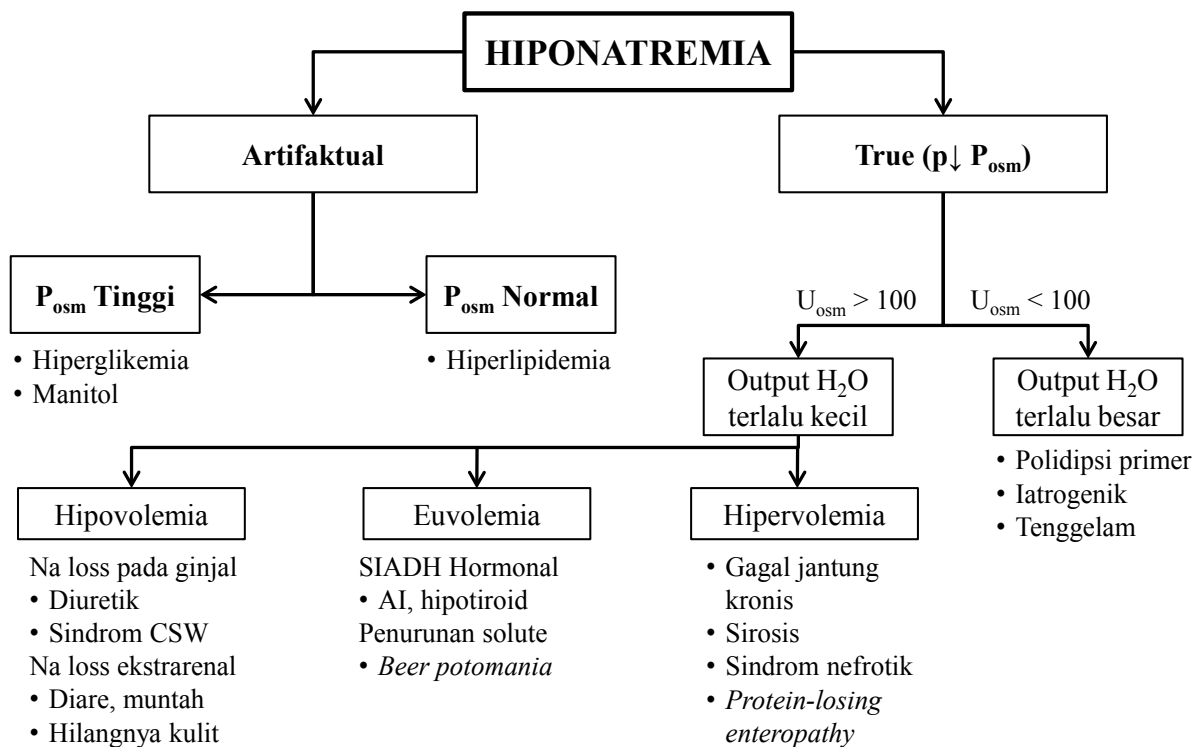 HIPONATREMIA
Artifaktual
True (p↓ Posm)
Posm Tinggi
Posm Normal
• Hiperglikemia
• Manitol
• Hiperlipidemia
Uosm > 100
Uosm < 100
Output H2O
terlalu kecil
Output H2O
terlalu besar
• Polidipsi primer
• Iatrogenik
• Tenggelam
Hipovolemia
Na loss pada ginjal
• Diuretik
• Sindrom CSW
Na loss ekstrarenal
• Diare, muntah
• Hilangnya kulit
Euvolemia
SIADH Hormonal
• AI, hipotiroid
Penurunan solute
• Beer potomania
Hipervolemia
• Gagal jantung
kronis
• Sirosis
• Sindrom nefrotik
• Protein-losing
enteropathy